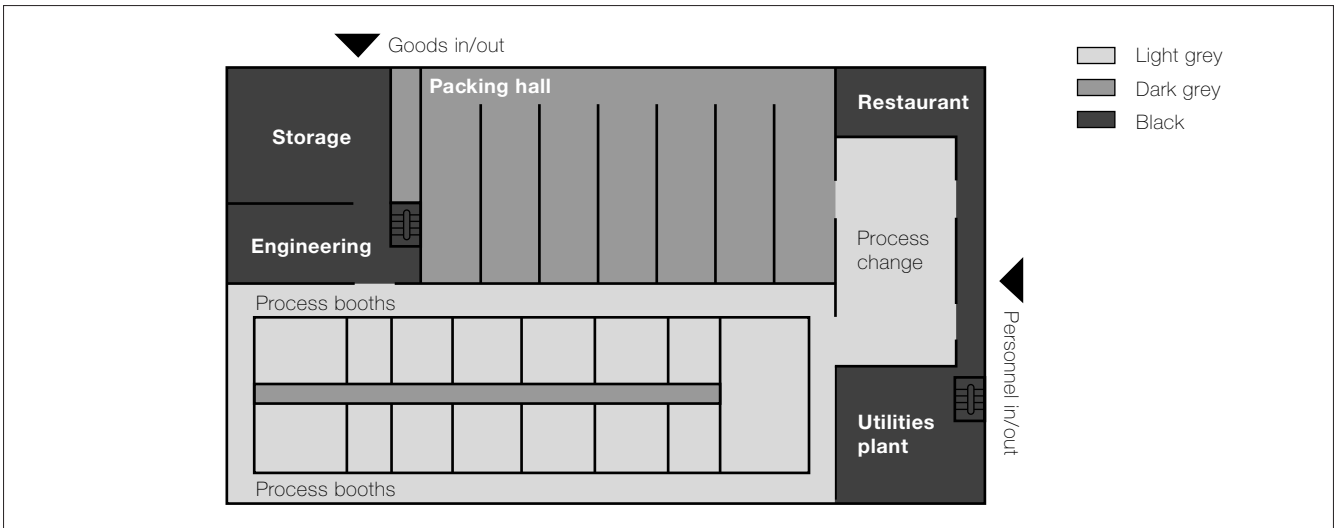 Goods in/out
Light grey
Dark grey
Black
Packing hall
Restaurant
Storage
Engineering
Process
change
Process booths
Personnel in/out
Utilities
plant
Process booths